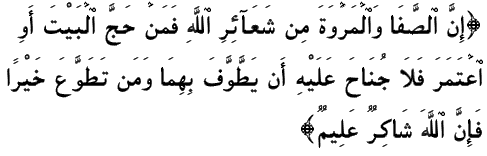 ﴿إِنَّ ٱلصَّفَا وَٱلْمَرْوَةَ مِن شَعَآئِرِ ٱللَّهِ فَمَنْ حَجَّ ٱلْبَيْتَ أَوِ
ٱعْتَمَرَ فَلَا جُنَاحَ عَلَيْهِ أَن يَطَّوَّفَ بِهِمَا وَمَن تَطَوَّعَ خَيْرًا
فَإِنَّ ٱللَّهَ شَاكِرٌ عَلِيمٌ﴾